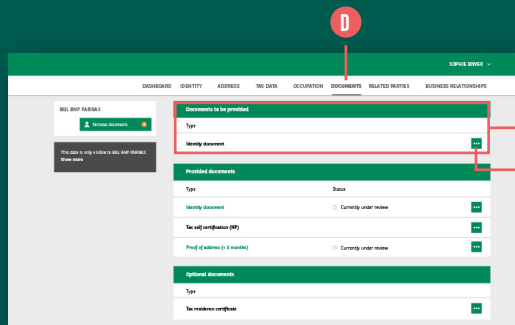 D
SOPHIE BIWER
DASHBOARD IDENTITY ADDRESS TAX DATA OCCUPATION DOCUMENTS RELATED PARTIES BUSINESS RELATIONSHIPS
BGL BNP PARIBAS
Personal documents
This data is only visible to BGL BNP PARIBAS.
Show more
Documents to be provided
Type
Identity document
Provided documents
Type Status
Identity document Currently under review
Tax self certification (NP)
Proof of address (< 3 months) Currently under review
Optional documents
Type
Tax residence certificate